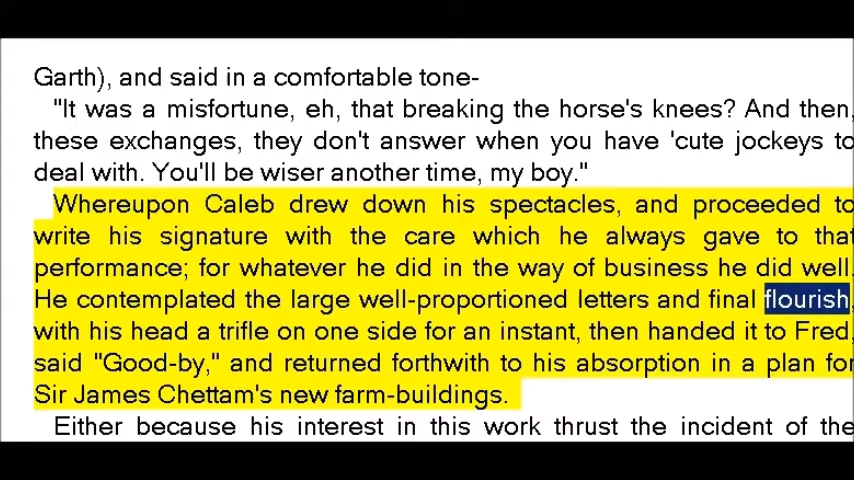 Garth), and said in a comfortable tone-
"It was a misfortune, eh, that breaking the horse's knees? And then,
these exchanges, they don't answer when you have 'cute jockeys to
deal with. You'll be wiser another time, my boy."
Whereupon Caleb drew down his spectacles, and proceeded to
write his signature with the care which he always gave to that
performance; for whatever he did in the way of business he did well.
He contemplated the large well-proportioned letters and final flourish,
with his head a trifle on one side for an instant, then handed it to Fred,
said "Good-by," and returned forthwith to his absorption in a plan for
Sir James Chettam's new farm-buildings.
Either because his interest in this work thrust the incident of the